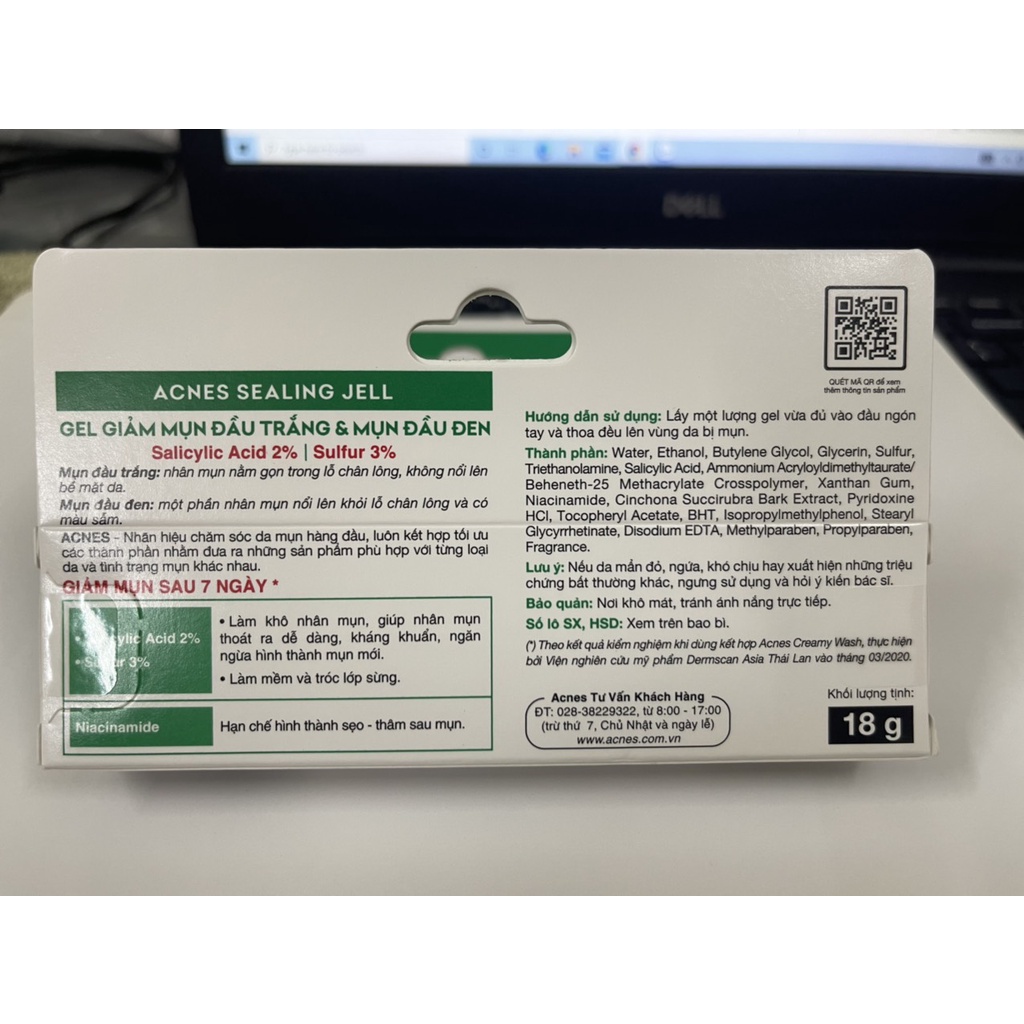 DELL
QUÉT MÃ QR để xem
thêm thông tin sản phẩm
ACNES SEALING JELL
GEL GIẢM MỤN ĐẦU TRẮNG & MỤN ĐẦU ĐEN
Salicylic Acid 2% | Sulfur 3%
Mụn đầu trắng: nhân mụn nằm gọn trong lỗ chân lông, không nổi lên
bề mặt da.
Mụn đầu đen: một phần nhân mụn nổi lên khỏi lỗ chân lông và có
màu sẫm.
ACNES - Nhãn hiệu chăm sóc da mụn hàng đầu, luôn kết hợp tối ưu
các thành phần nhằm đưa ra những sản phẩm phù hợp với từng loại
da và tình trạng mụn khác nhau.
GIẢM MỤN SAU 7 NGÀY *
Acid 2%
3%
• Làm khô nhân mụn, giúp nhân mụn
thoát ra dễ dàng, kháng khuẩn, ngăn
ngừa hình thành mụn mới.
• Làm mềm và tróc lớp sừng.
Niacinamide
Hạn chế hình thành sẹo - thâm sau mụn.
Hướng dẫn sử dụng: Lấy một lượng gel vừa đủ vào đầu ngón
tay và thoa đều lên vùng da bị mụn.
Thành phần: Water, Ethanol, Butylene Glycol, Glycerin, Sulfur,
Triethanolamine, Salicylic Acid, Ammonium Acryloyldimethyltaurate/
Beheneth-25 Methacrylate Crosspolymer, Xanthan Gum,
Niacinamide, Cinchona Succirubra Bark Extract, Pyridoxine
HCl, Tocopheryl Acetate, BHT, Isopropylmethylphenol, Stearyl
Glycyrrhetinate, Disodium EDTA, Methylparaben, Propylparaben,
Fragrance.
Lưu ý: Nếu da mẩn đỏ, ngứa, khó chịu hay xuất hiện những triệu
chứng bất thường khác, ngưng sử dụng và hỏi ý kiến bác sĩ.
Bảo quản: Nơi khô mát, tránh ánh nắng trực tiếp.
Số lô SX, HSD: Xem trên bao bì.
(*) Theo kết quả kiểm nghiệm khi dùng kết hợp Acnes Creamy Wash, thực hiện
bởi Viện nghiên cứu mỹ phẩm Dermscan Asia Thái Lan vào tháng 03/2020.
Acnes Tư Vấn Khách Hàng
ĐT: 028-38229322, từ 8:00 - 17:00
(trừ thứ 7, Chủ Nhật và ngày lễ)
www.acnes.com.vn
Khối lượng tịnh:
18 g